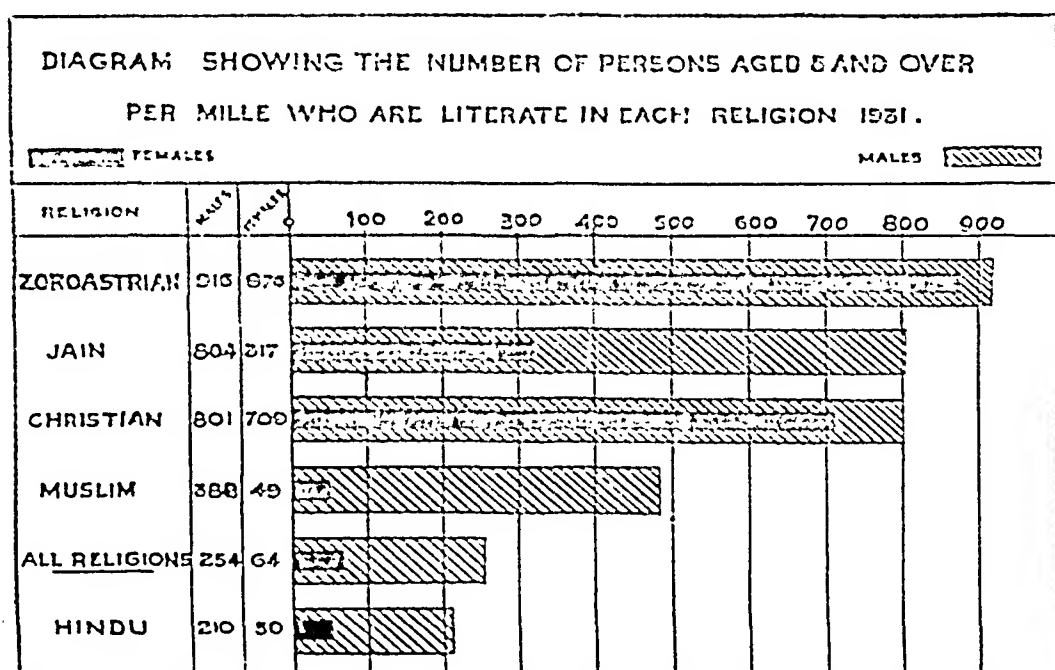 DIAGRAM SHOWING THE NUMBER OF PERSONS AGED 5 AND OVER
PER MILLE WHO ARE LITERATE IN EACH RELIGION 1931.
FEMALES MALES
RELIGION MALES FEMALES 0 100 200 300 400 500 600 700 800 900
ZOROASTRIAN 916
JAIN 804 317
CHRISTIAN 801 709
MUSLIM 388 49
ALL RELIGIONS 254 64
HINDU 210 50